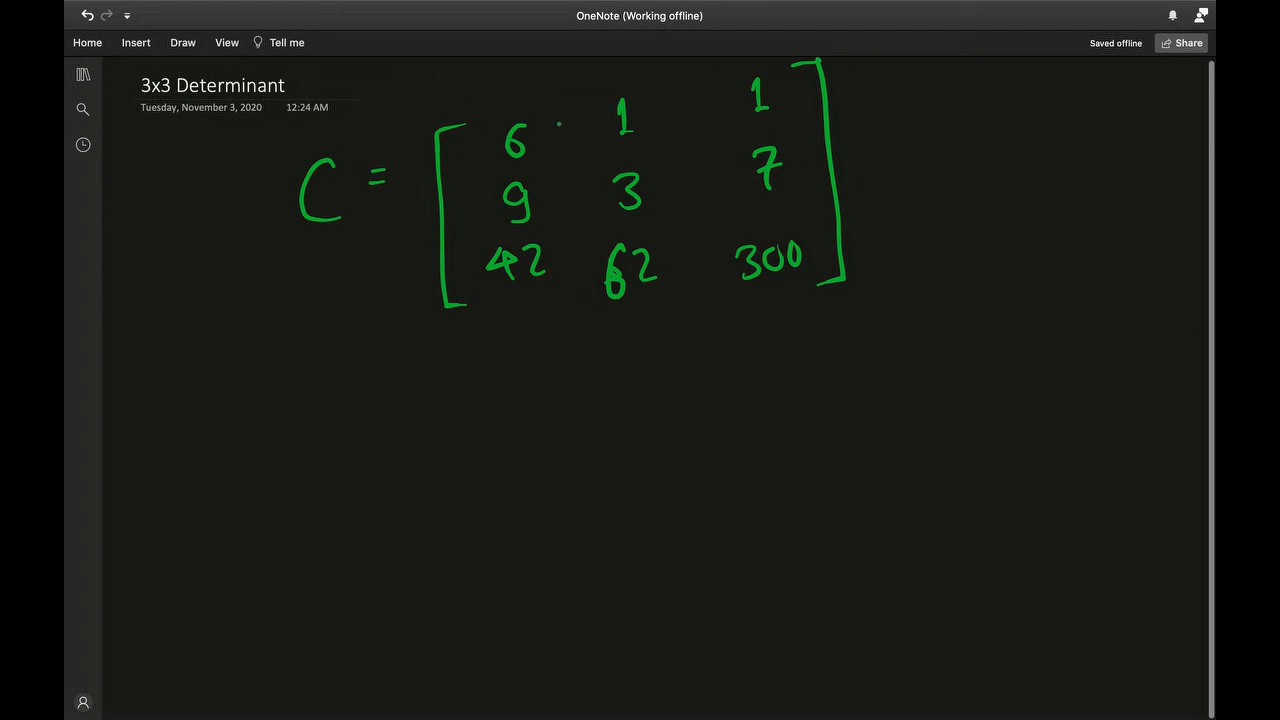 OneNote (Working offline)
Home Insert Draw View Tell me
Saved offline Share
3x3 Determinant
Tuesday, November 3, 2020 12:24 AM
C = [ 6 1 1
9 3 7
42 62 300 ]